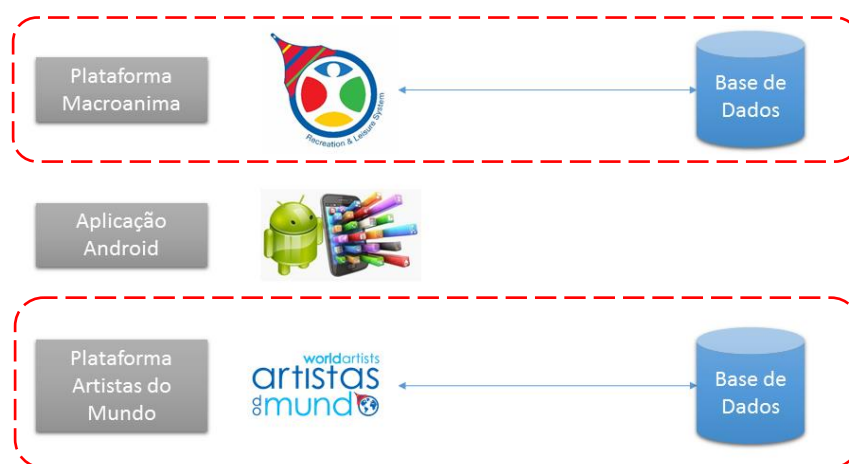 Plataforma
Macroanima
Recreation & Leisure System
Base de
Dados
Aplicação
Android
Plataforma
Artistas do
Mundo
worldartists
artistas
do mundo
Base de
Dados